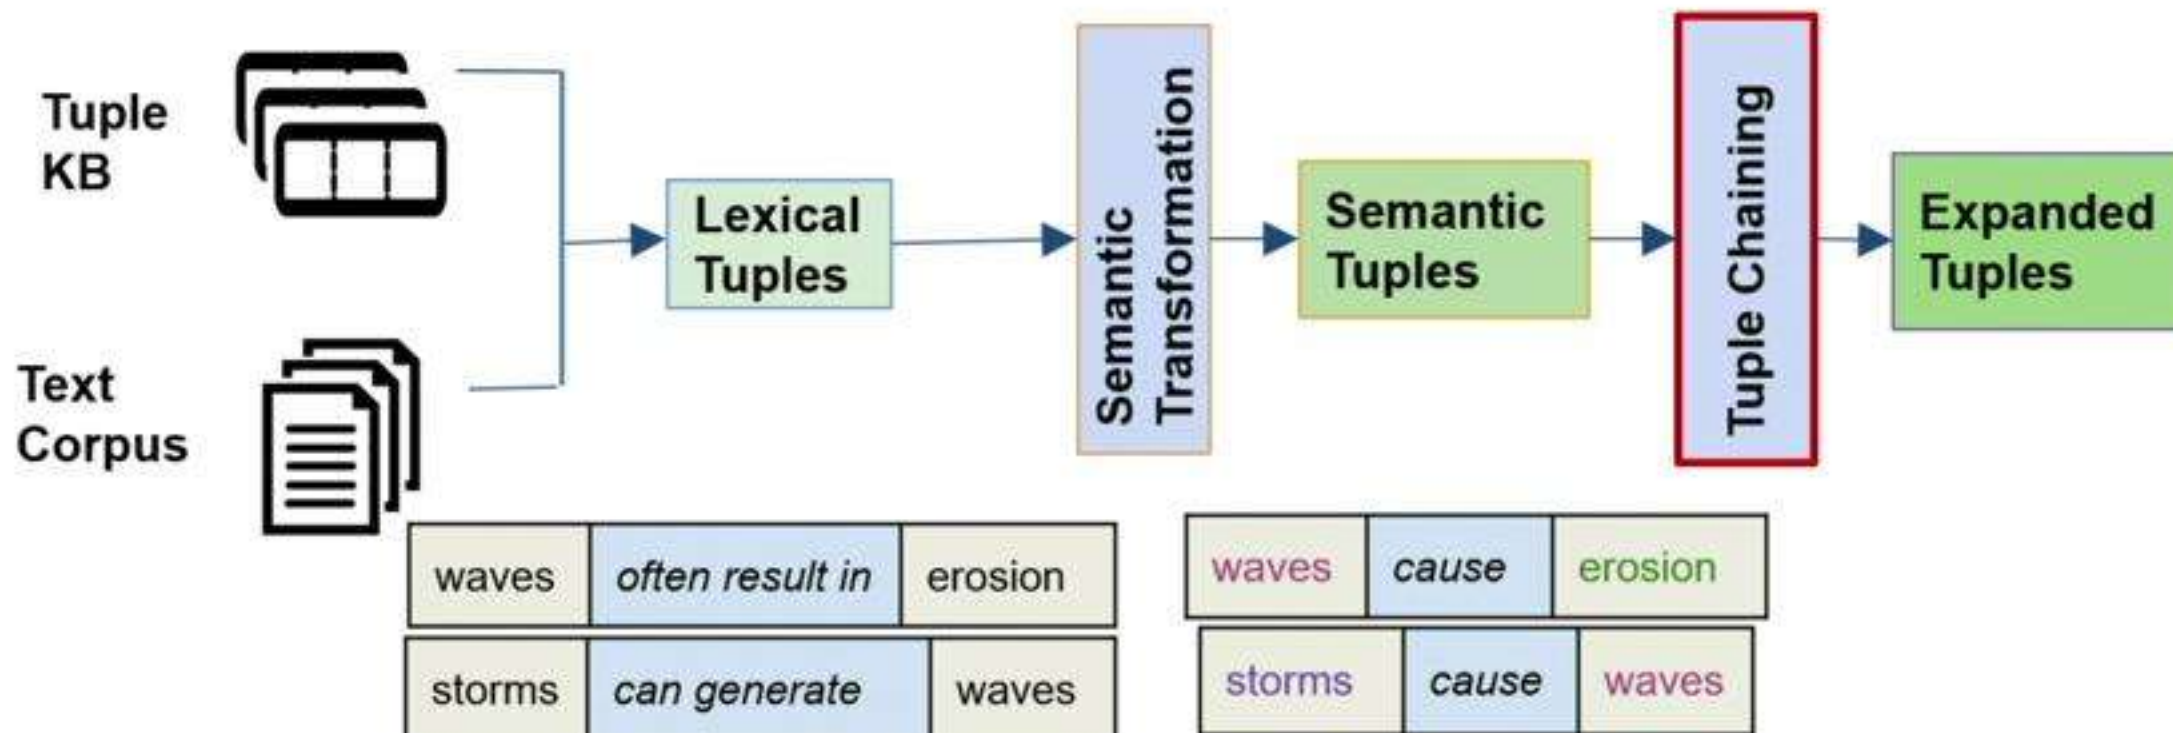 Tuple
KB
Text
Corpus
Lexical
Tuples
Semantic
Transformation
Semantic
Tuples
Tuple Chaining
Expanded
Tuples
waves often result in erosion
storms can generate waves
waves cause erosion
storms cause waves